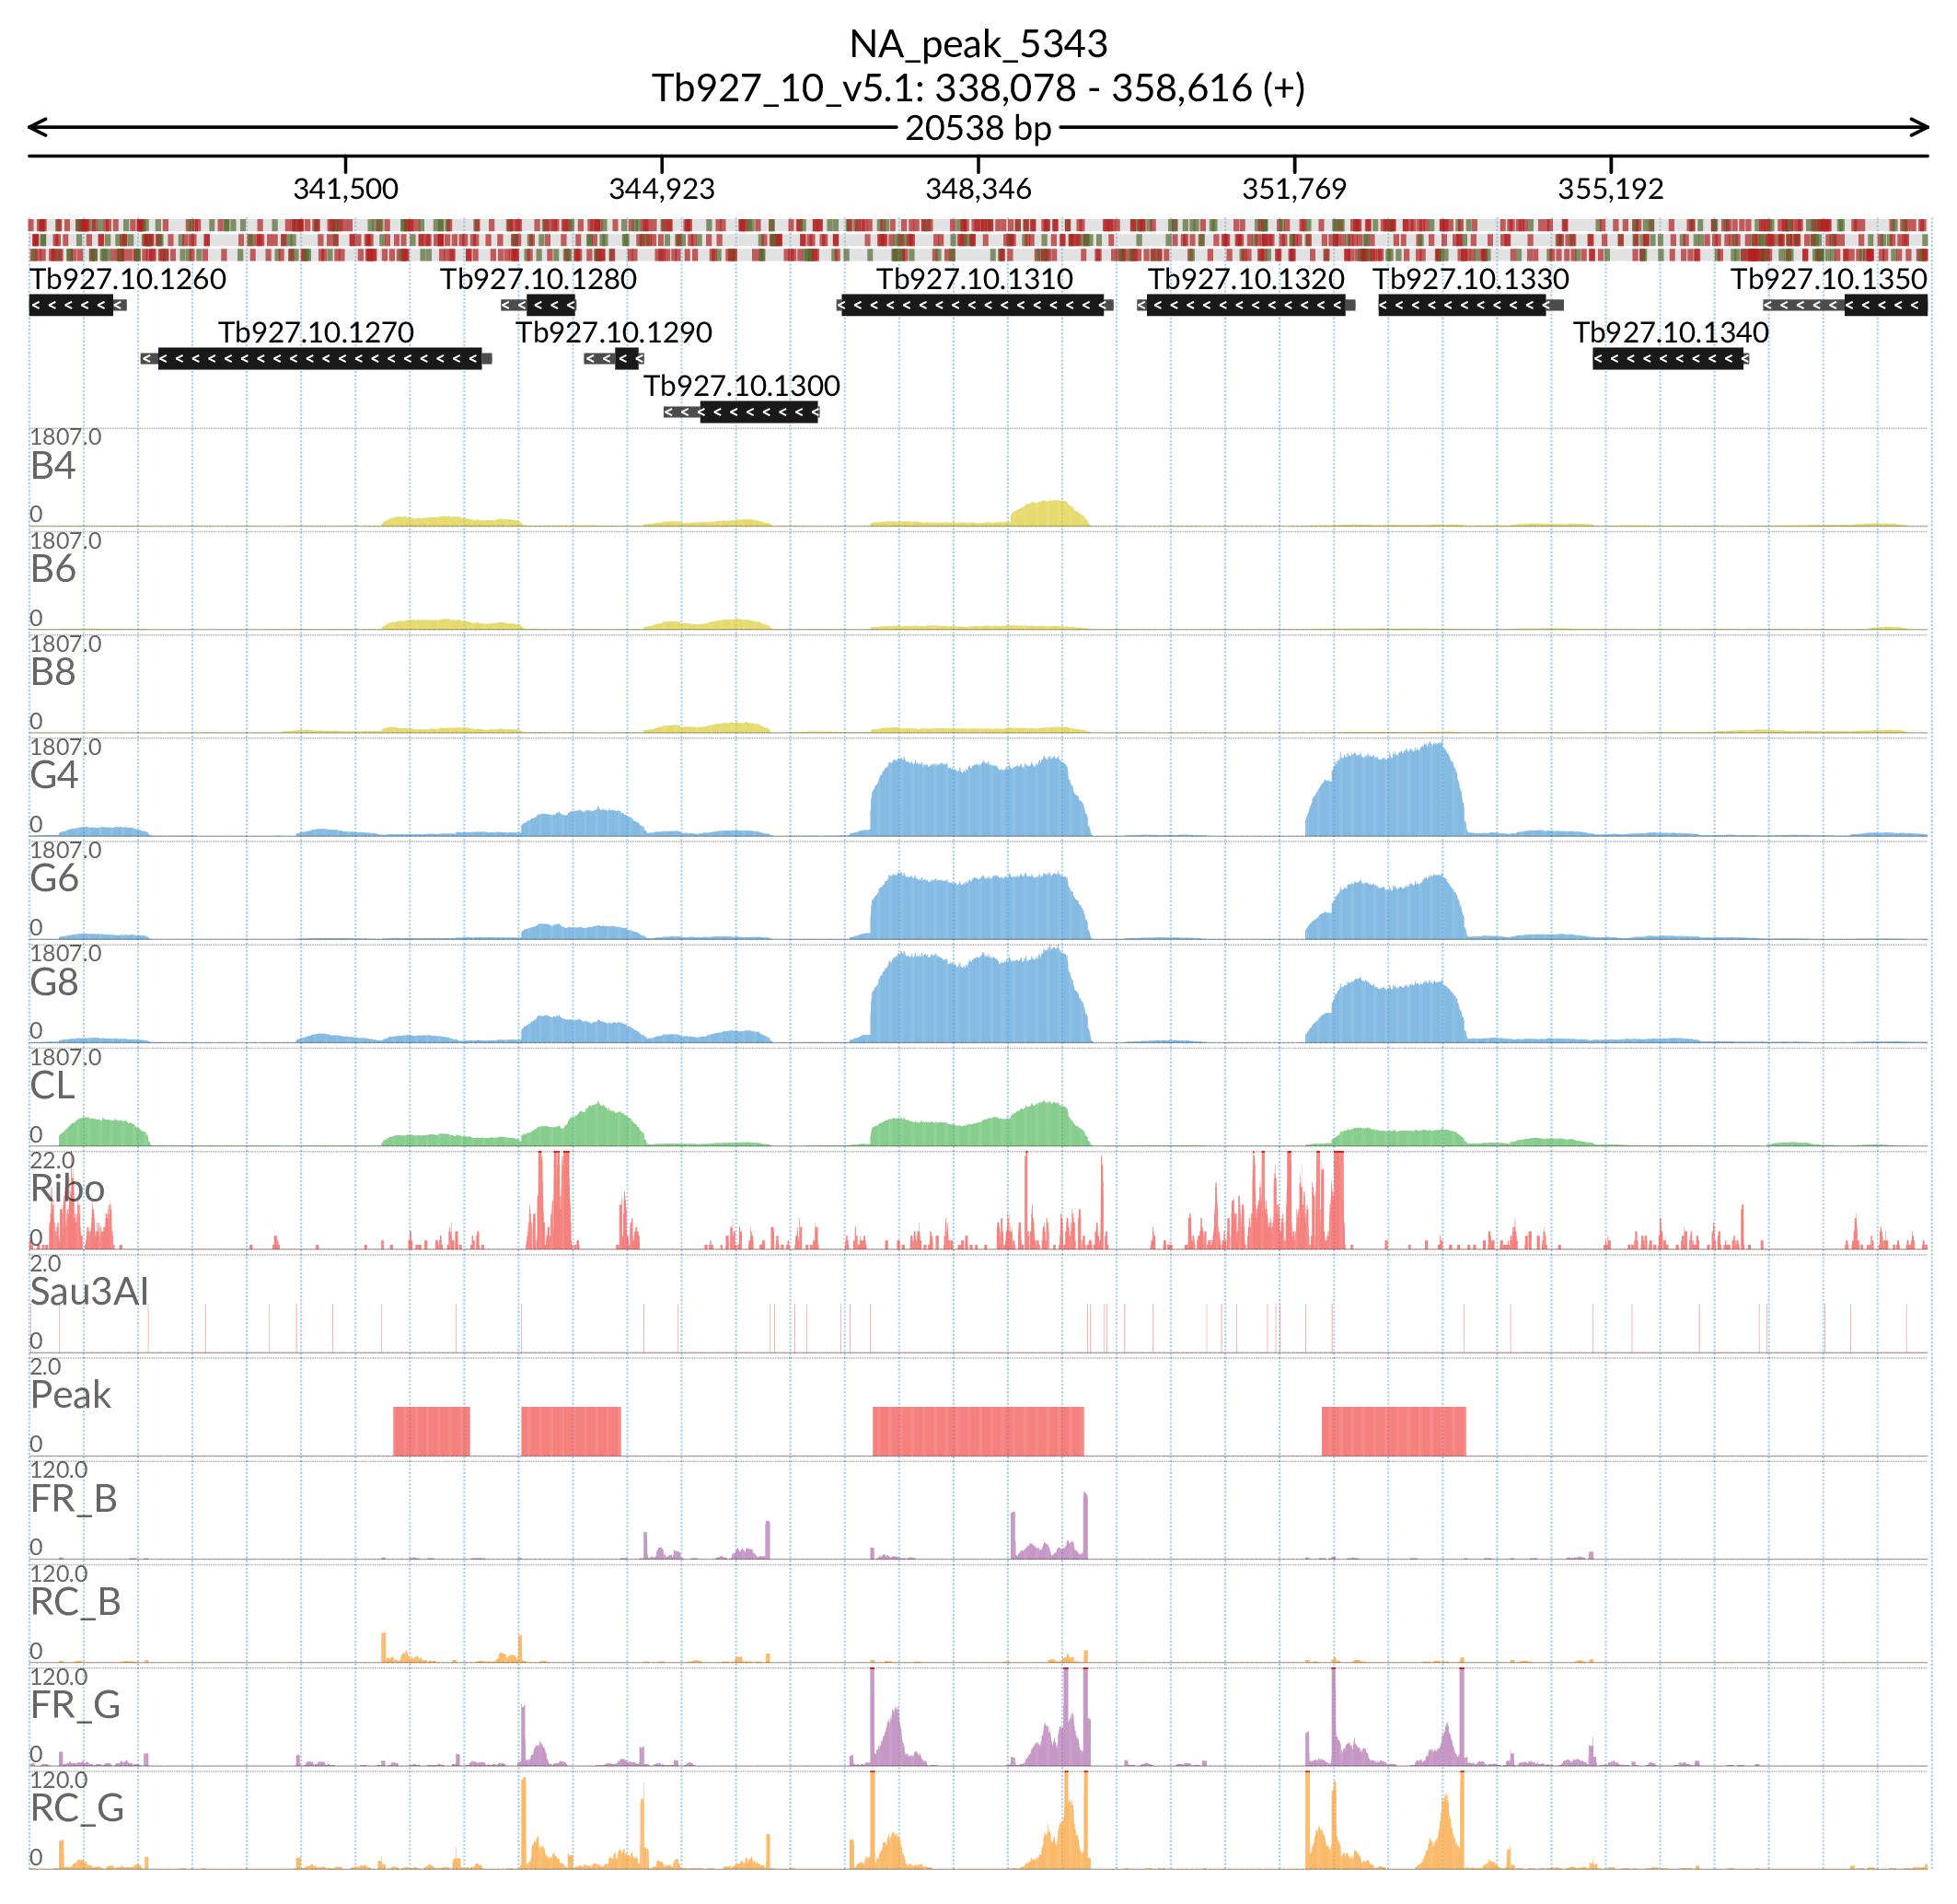 NA_peak_5343
Tb927_10_v5.1: 338,078 - 358,616 (+)
20538 bp
341,500 344,923 348,346 351,769 355,192
Tb927.10.1260 Tb927.10.1280 Tb927.10.1310 Tb927.10.1320 Tb927.10.1330 Tb927.10.1350
Tb927.10.1270 Tb927.10.1290 Tb927.10.1340
Tb927.10.1300
1807.0
B4
0
1807.0
B6
0
1807.0
B8
0
1807.0
G4
0
1807.0
G6
0
1807.0
G8
0
1807.0
CL
0
22.0
Ribo
0
2.0
Sau3AI
0
2.0
Peak
0
120.0
FR_B
0
120.0
RC_B
0
120.0
FR_G
0
120.0
RC_G
0